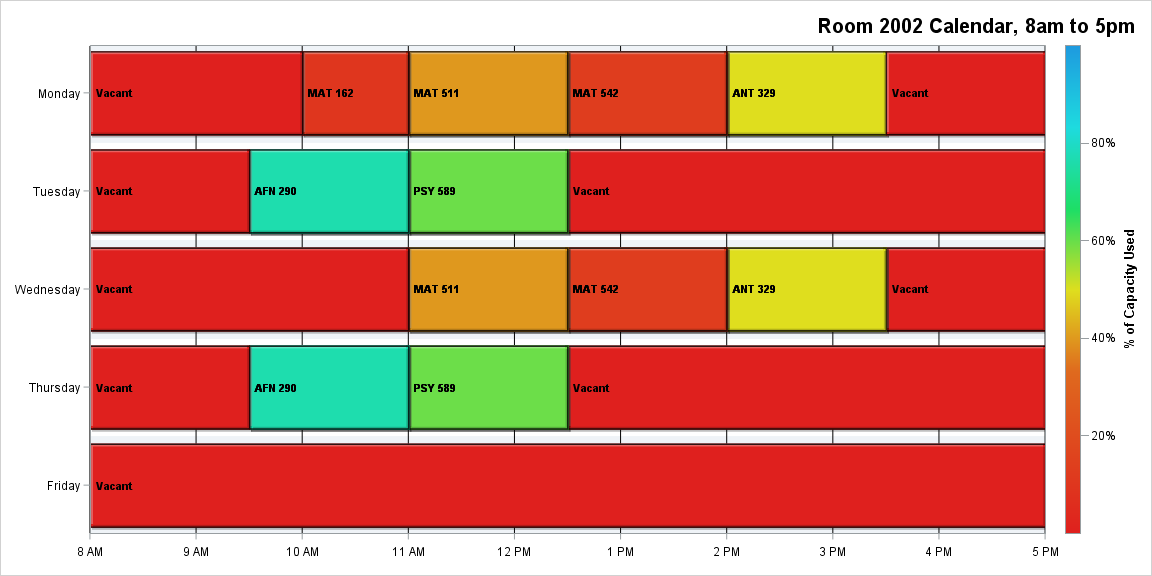 Room 2002 Calendar, 8am to 5pm
Monday
Vacant
MAT 162
MAT 511
MAT 542
ANT 329
Vacant
Tuesday
Vacant
AFN 290
PSY 589
Vacant
Wednesday
Vacant
MAT 511
MAT 542
ANT 329
Vacant
Thursday
Vacant
AFN 290
PSY 589
Vacant
Friday
Vacant
8 AM
9 AM
10 AM
11 AM
12 PM
1 PM
2 PM
3 PM
4 PM
5 PM
80%
60%
40%
20%
% of Capacity Used